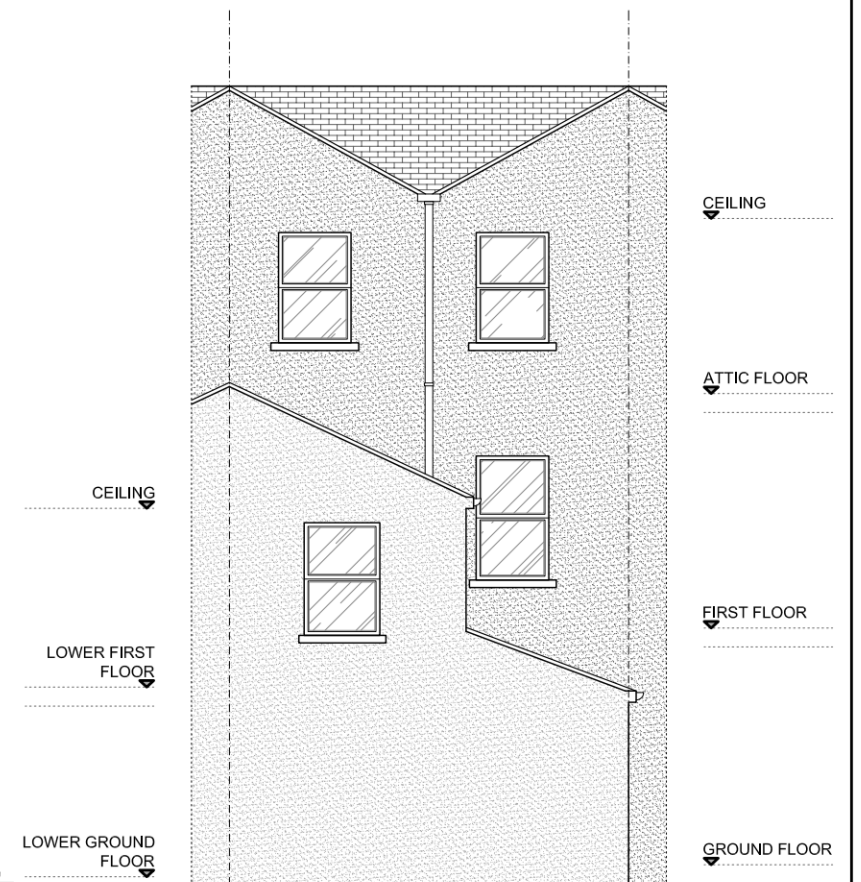 CEILING
ATTIC FLOOR
CEILING
FIRST FLOOR
LOWER FIRST
FLOOR
LOWER GROUND
FLOOR
GROUND FLOOR